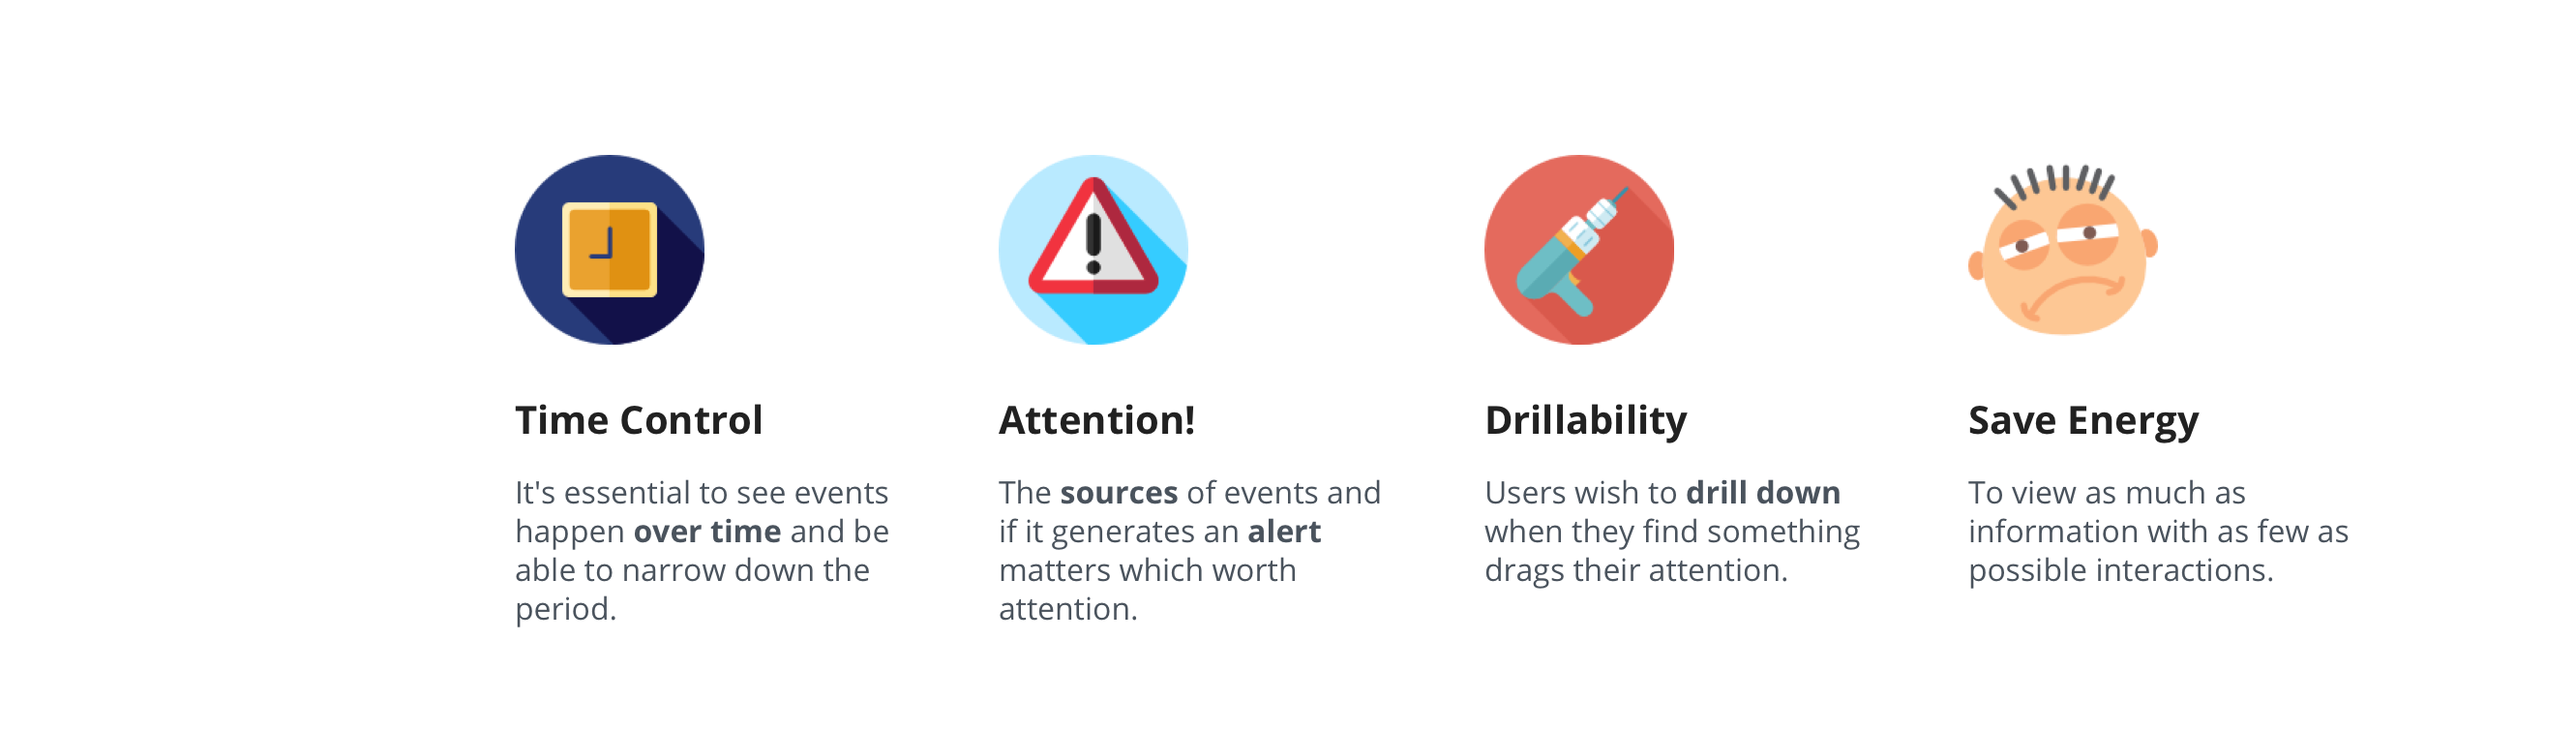 Time Control
It's essential to see events
happen over time and be
able to narrow down the
period.
Attention!
The sources of events and
if it generates an alert
matters which worth
attention.
Drillability
Users wish to drill down
when they find something
drags their attention.
Save Energy
To view as much as
information with as few as
possible interactions.